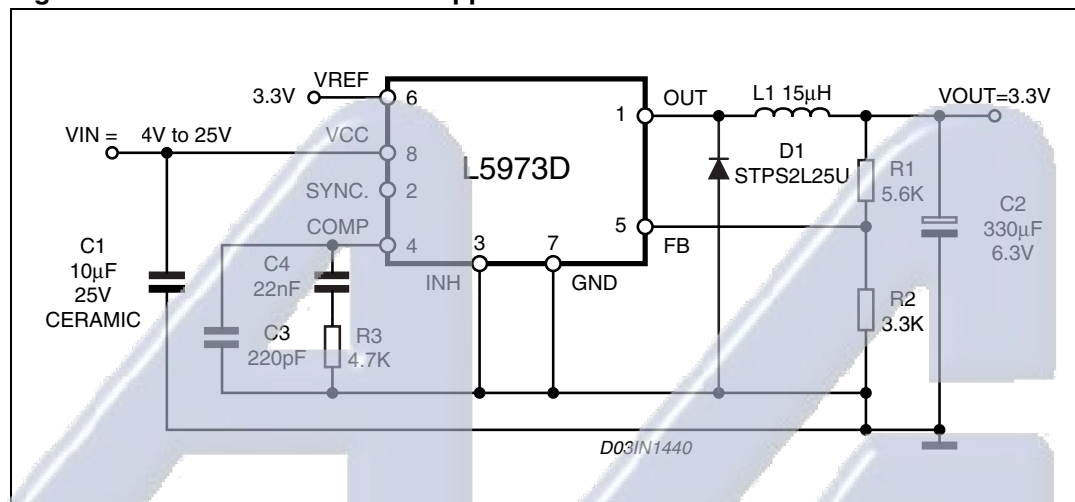 VREF
3.3V
6
VIN = 4V to 25V
VCC
8
SYNC.
2
COMP
4
L5973D
1
OUT
L1 15µH
VOUT=3.3V
D1
STPS2L25U
R1
5.6K
5
FB
C2
330µF
6.3V
3
INH
7
GND
C1
10µF
25V
CERAMIC
C4
22nF
C3
220pF
R3
4.7K
R2
3.3K
D03IN1440